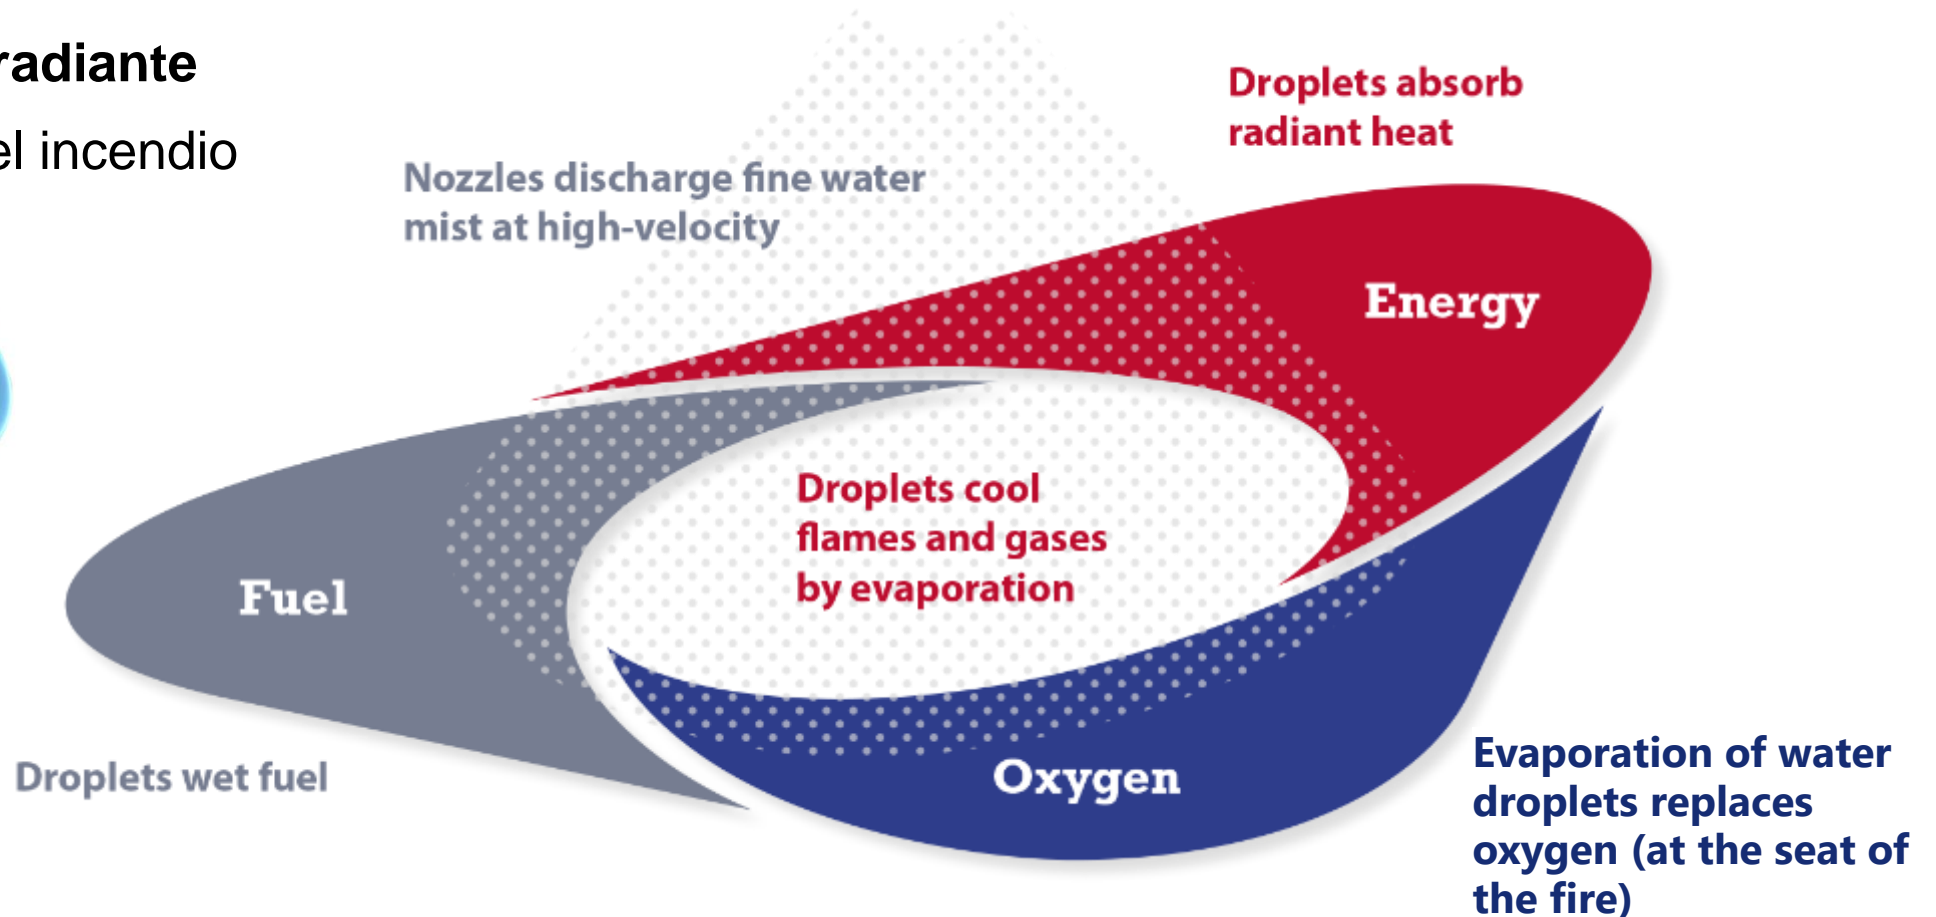 radiante
el incendio
Droplets absorb
radiant heat
Nozzles discharge fine water
mist at high-velocity
Energy
Droplets cool
flames and gases
by evaporation
Fuel
Droplets wet fuel
Oxygen
Evaporation of water
droplets replaces
oxygen (at the seat of
the fire)